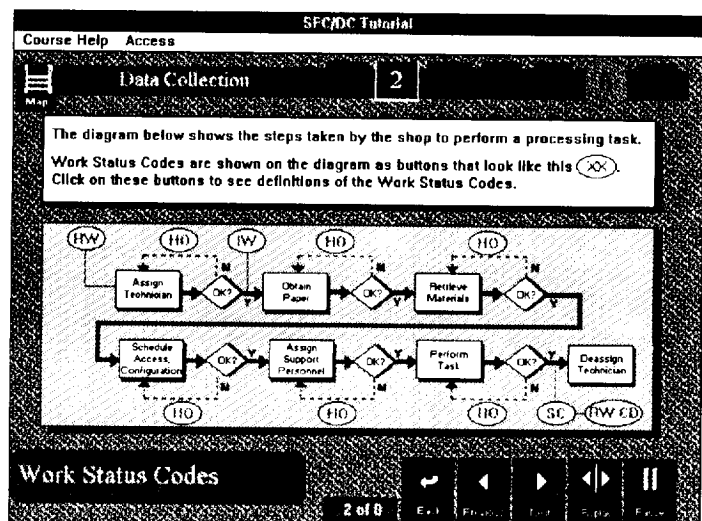 SFC/DC Tutorial
Course Help Access
Map
Data Collection
2
The diagram below shows the steps taken by the shop to perform a processing task.
Work Status Codes are shown on the diagram as buttons that look like this XX.
Click on these buttons to see definitions of the Work Status Codes.
HO IW HO HO
Assign Technician
OK?
N
Y
Obtain Paper
OK?
N
Y
Retrieve Materials
OK?
N
Y
Schedule Access, Configuration
OK?
Y
N
Assign Support Personnel
OK?
Y
N
Perform Task
OK?
Y
N
Deassign Technician
HO HO HO SC
Work Status Codes
2 of 8
Exit
Replay
Pause